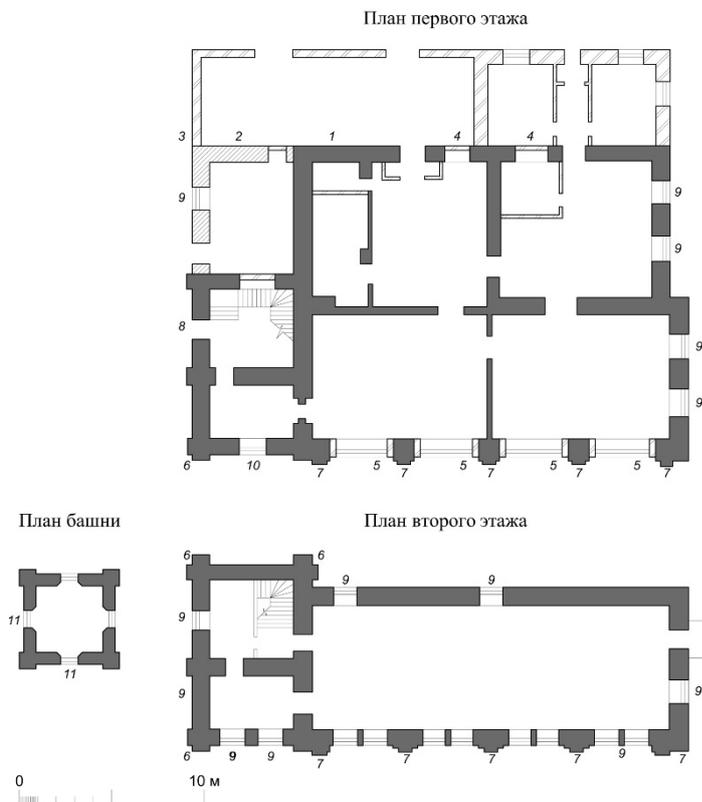 План первого этажа
3 2 1 4 4
9 9
9
8
9
9
6 10 7 5 7 5 7 5 7 5 7
План башни
План второго этажа
6 6
9 9
11 9
11
9 9
6 9 9 7 7 7 7 9 7
0 10 м